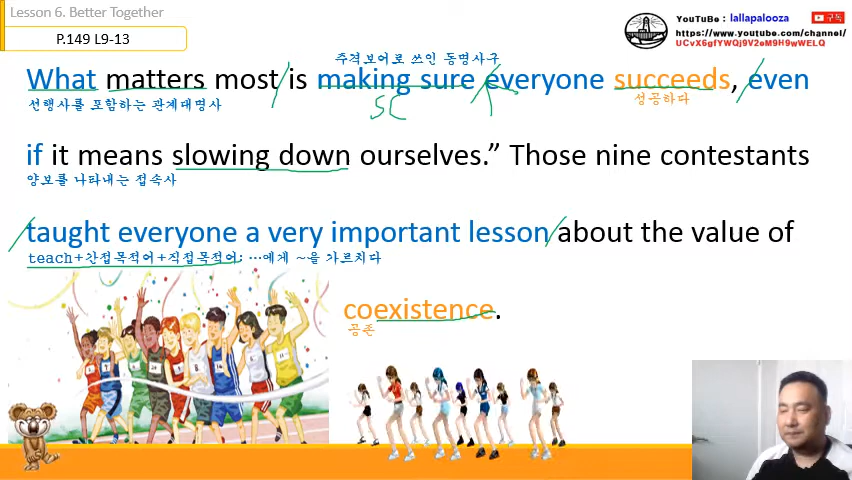 Lesson 6. Better Together
P.149 L9-13
YouTuBe : lallapalooza
구독
https://www.youtube.com/channel/
UCvX6gfYWQj9V2eM9H9wWELQ
주격보어로 쓰인 동명사구
What matters most is making sure everyone succeeds, even
선행사를 포함하는 관계대명사
SC
성공하다
if it means slowing down ourselves.” Those nine contestants
양보를 나타내는 접속사
taught everyone a very important lesson about the value of
teach+간접목적어+직접목적어: …에게 ~을 가르치다
coexistence.
공존